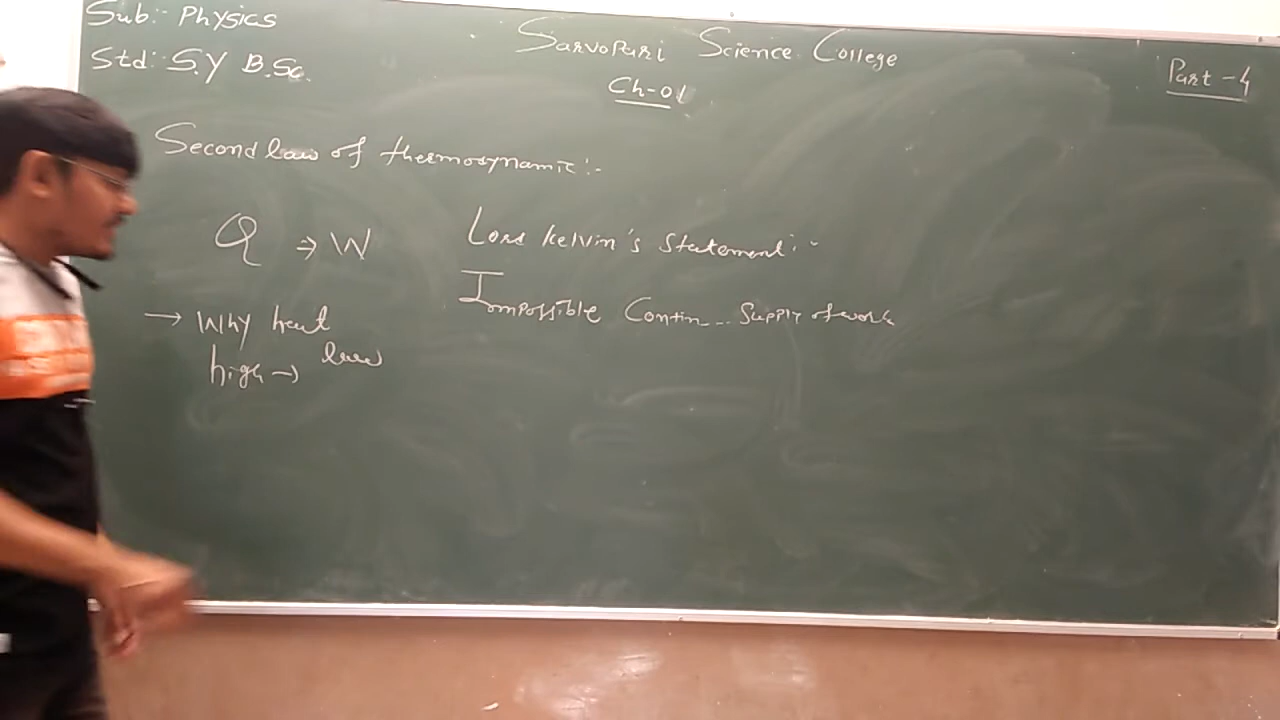 Sub:- Physics
Std:- S.Y B.Sc.
Sarvopari Science College
Ch-01
Part-4
Second law of thermodynamic:-
Q → W
→ Why heat
high → low
Lord Kelvin's Statement:-
Impossible Contin... Supply of work